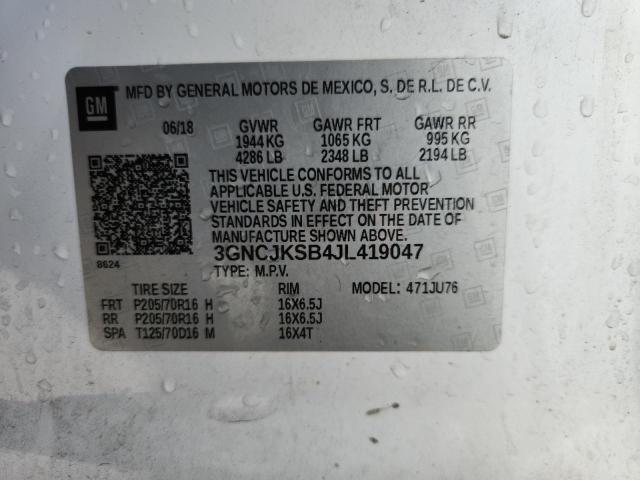 GM MFD BY GENERAL MOTORS DE MEXICO, S. DE R.L. DE C.V.
06/18 GVWR GAWR FRT GAWR RR
1944 KG 1065 KG 995 KG
4286 LB 2348 LB 2194 LB
THIS VEHICLE CONFORMS TO ALL
APPLICABLE U.S. FEDERAL MOTOR
VEHICLE SAFETY AND THEFT PREVENTION
STANDARDS IN EFFECT ON THE DATE OF
MANUFACTURE SHOWN ABOVE.
3GNCJKSB4JL419047
8624
TYPE: M.P.V.
TIRE SIZE RIM MODEL: 471JU76
FRT P205/70R16 H 16X6.5J
RR P205/70R16 H 16X6.5J
SPA T125/70D16 M 16X4T